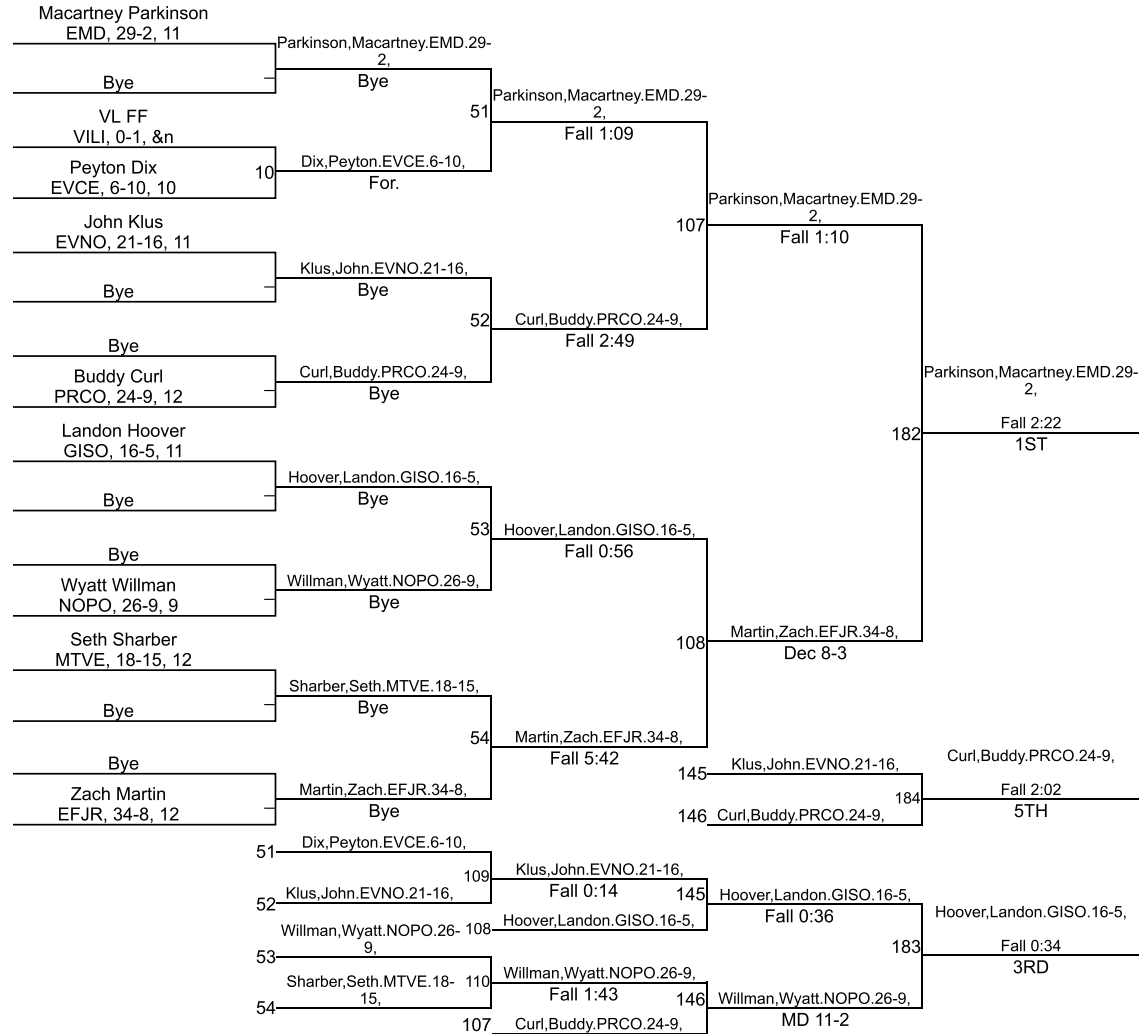 Macartney Parkinson
EMD, 29-2, 11
Bye
VL FF
VILI, 0-1, &n
Peyton Dix
EVCE, 6-10, 10
John Klus
EVNO, 21-16, 11
Bye
Bye
Buddy Curl
PRCO, 24-9, 12
Landon Hoover
GISO, 16-5, 11
Bye
Bye
Wyatt Willman
NOPO, 26-9, 9
Seth Sharber
MTVE, 18-15, 12
Bye
Bye
Zach Martin
EFJR, 34-8, 12
Parkinson,Macartney.EMD.29-
2,
Bye
10
Dix,Peyton.EVCE.6-10,
For.
Klus,John.EVNO.21-16,
Bye
Curl,Buddy.PRCO.24-9,
Bye
Hoover,Landon.GISO.16-5,
Bye
Willman,Wyatt.NOPO.26-9,
Bye
Sharber,Seth.MTVE.18-15,
Bye
Martin,Zach.EFJR.34-8,
Bye
51
Parkinson,Macartney.EMD.29-
2,
Fall 1:09
52
Curl,Buddy.PRCO.24-9,
Fall 2:49
53
Hoover,Landon.GISO.16-5,
Fall 0:56
54
Martin,Zach.EFJR.34-8,
Fall 5:42
107
Parkinson,Macartney.EMD.29-
2,
Fall 1:10
108
Martin,Zach.EFJR.34-8,
Dec 8-3
182
Parkinson,Macartney.EMD.29-
2,
Fall 2:22
1ST
145
Klus,John.EVNO.21-16,
146
Curl,Buddy.PRCO.24-9,
184
Curl,Buddy.PRCO.24-9,
Fall 2:02
5TH
51
Dix,Peyton.EVCE.6-10,
52
Klus,John.EVNO.21-16,
53
Willman,Wyatt.NOPO.26-
9,
54
Sharber,Seth.MTVE.18-
15,
109
Klus,John.EVNO.21-16,
Fall 0:14
108
Hoover,Landon.GISO.16-5,
110
Willman,Wyatt.NOPO.26-9,
Fall 1:43
107
Curl,Buddy.PRCO.24-9,
145
Hoover,Landon.GISO.16-5,
Fall 0:36
146
Willman,Wyatt.NOPO.26-9,
MD 11-2
183
Hoover,Landon.GISO.16-5,
Fall 0:34
3RD